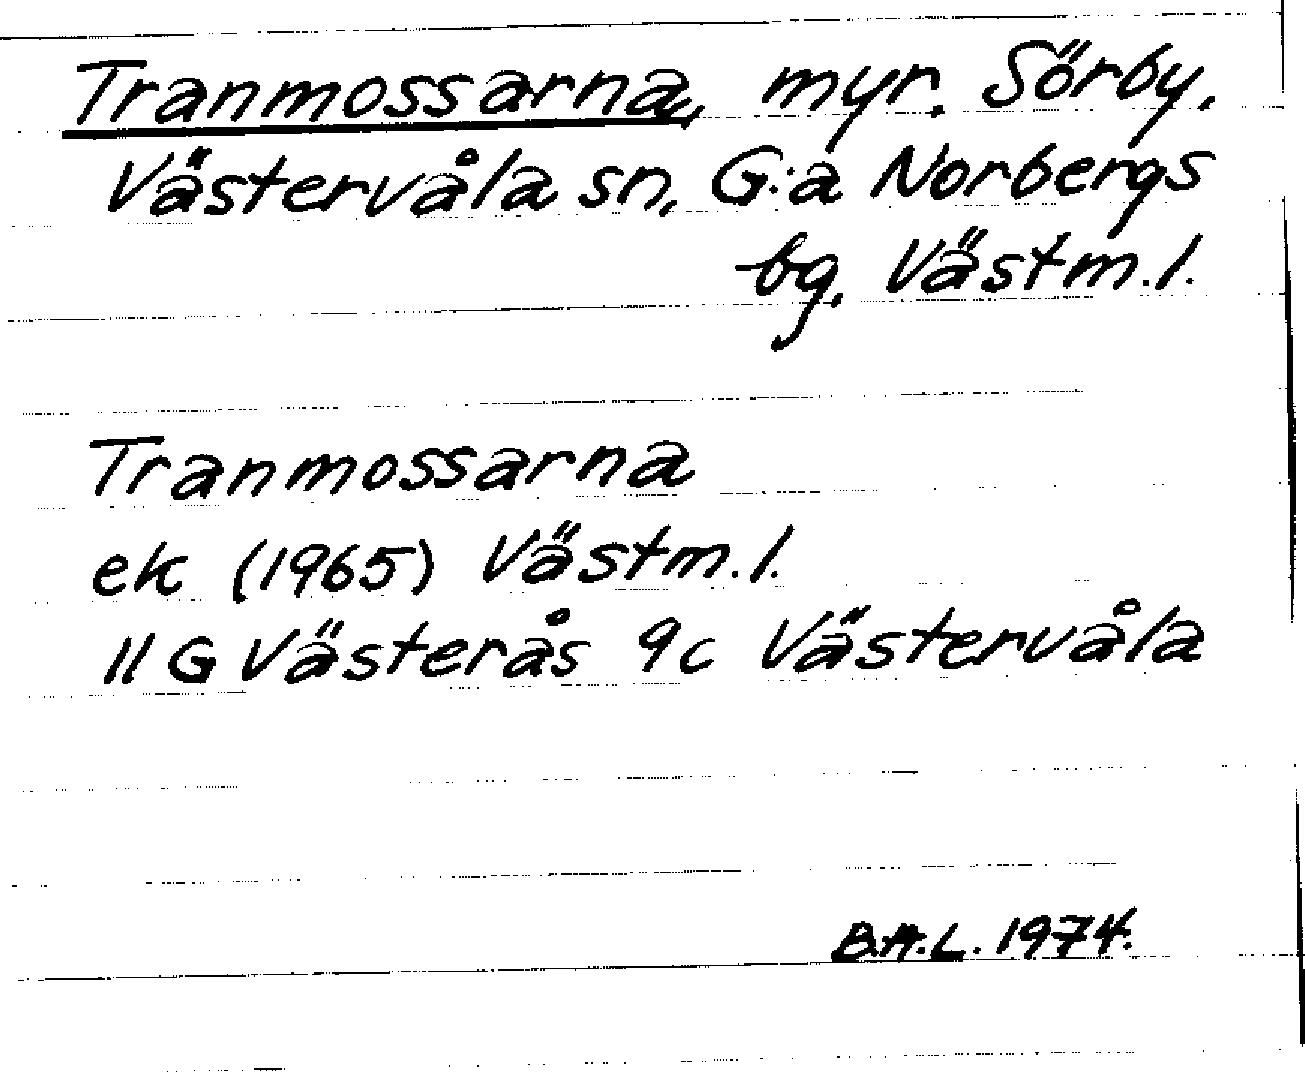 Tranmossarna, myr. Sörby,
Västervåla sn, G:a Norbergs
bg, Västm.l.
Tranmossarna
ek (1965) Västm.l.
11 G Västerås 9c Västervåla
B.H.L. 1974.